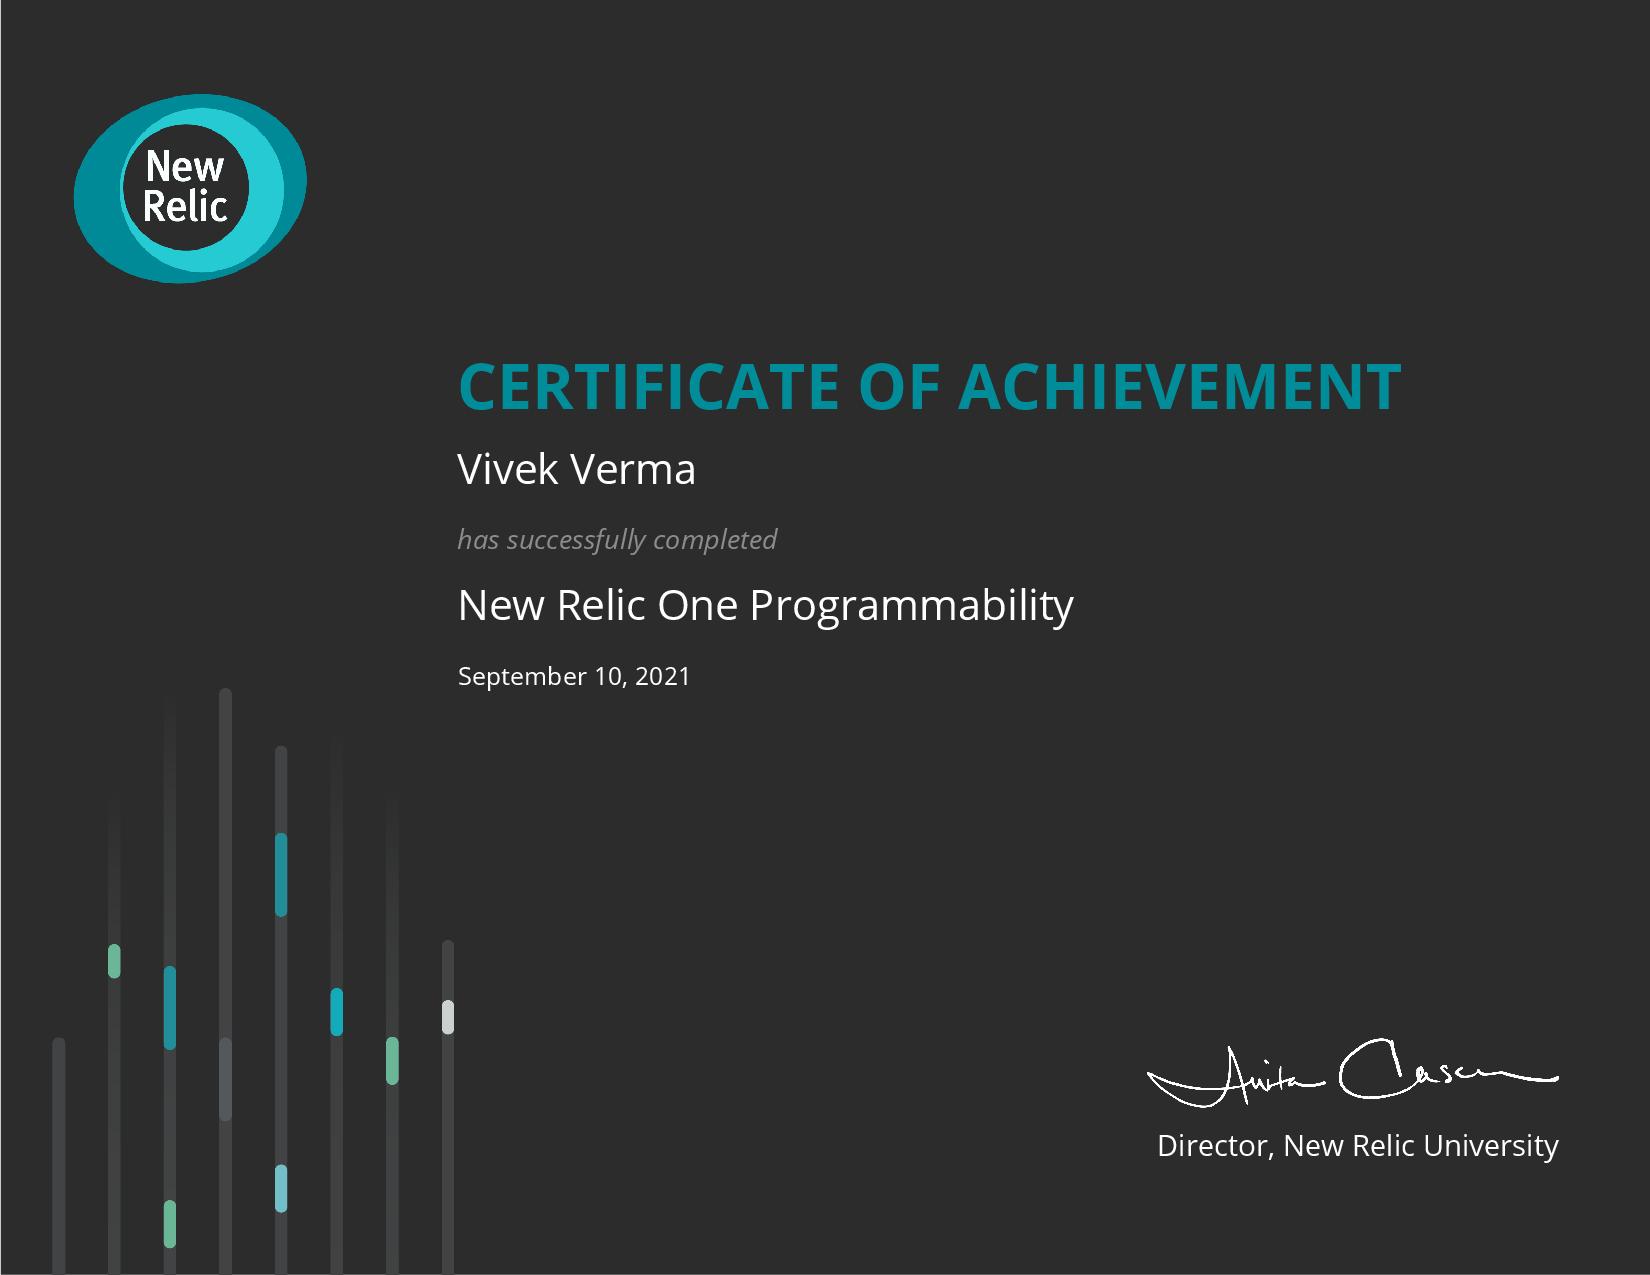 New
Relic
CERTIFICATE OF ACHIEVEMENT
Vivek Verma
has successfully completed
New Relic One Programmability
September 10, 2021
Anita
Director, New Relic University